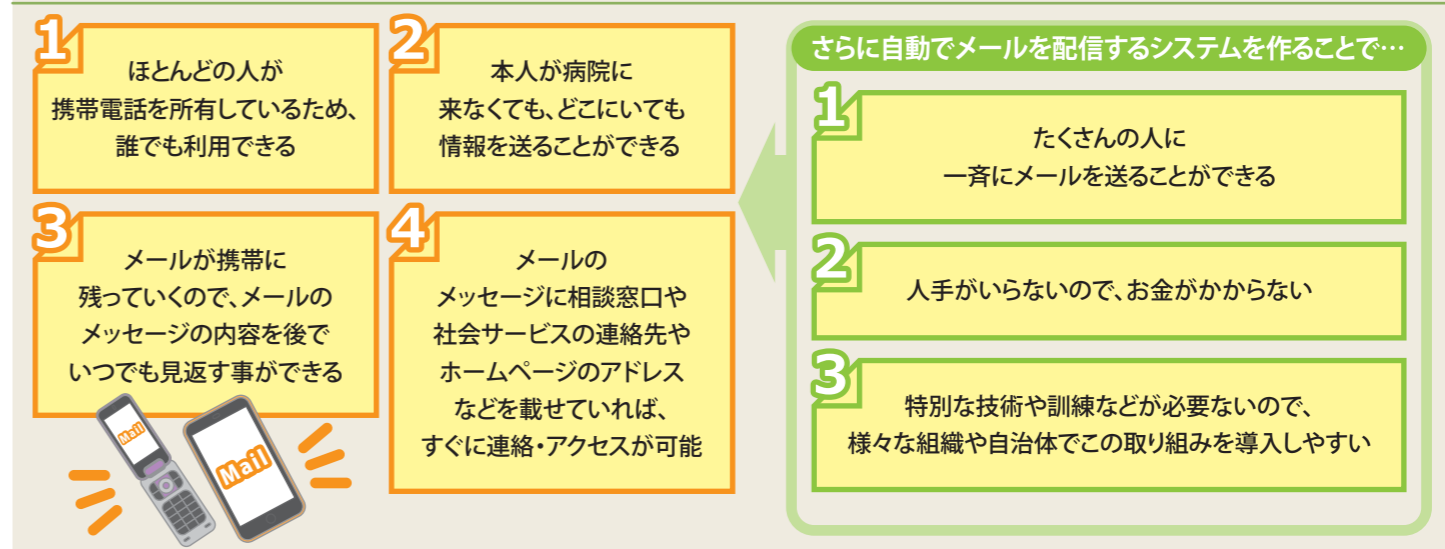 1
ほとんどの人が
携帯電話を所有しているため、
誰でも利用できる
2
本人が病院に
来なくても、どこにいても
情報を送ることができる
3
メールが携帯に
残っていくので、メールの
メッセージの内容を後で
いつでも見返す事ができる
4
メールの
メッセージに相談窓口や
社会サービスの連絡先や
ホームページのアドレス
などを載せていれば、
すぐに連絡・アクセスが可能
Mail
Mail
さらに自動でメールを配信するシステムを作ることで…
1
たくさんの人に
一斉にメールを送ることができる
2
人手がいらないので、お金がかからない
3
特別な技術や訓練などが必要ないので、
様々な組織や自治体でこの取り組みを導入しやすい